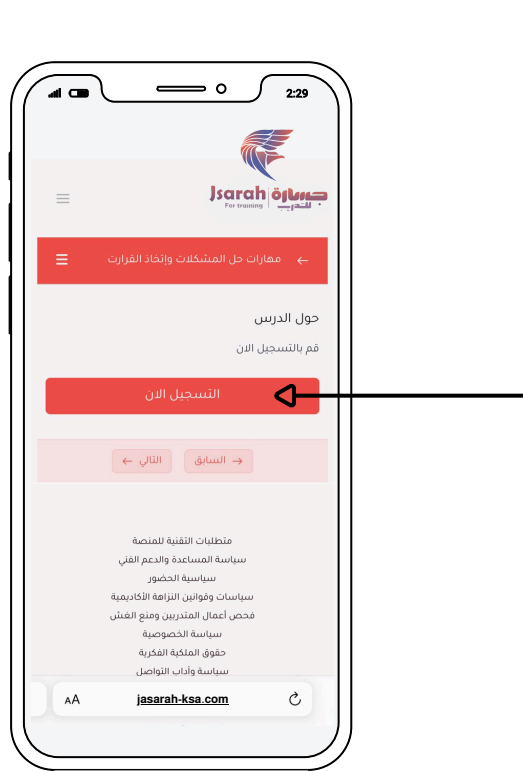 2:29
Jsarah جسارة
For training للتدريب
مهارات حل المشكلات وإتخاذ القرارت
حول الدرس
قم بالتسجيل الان
التسجيل الان
السابق التالي
متطلبات التقنية للمنصة
سياسة المساعدة والدعم الفني
سياسية الحضور
سياسات وقوانين النزاهة الأكاديمية
فحص أعمال المتدربين ومنع الغش
سياسة الخصوصية
حقوق الملكية الفكرية
سياسة وآداب التواصل
AA jasarah-ksa.com